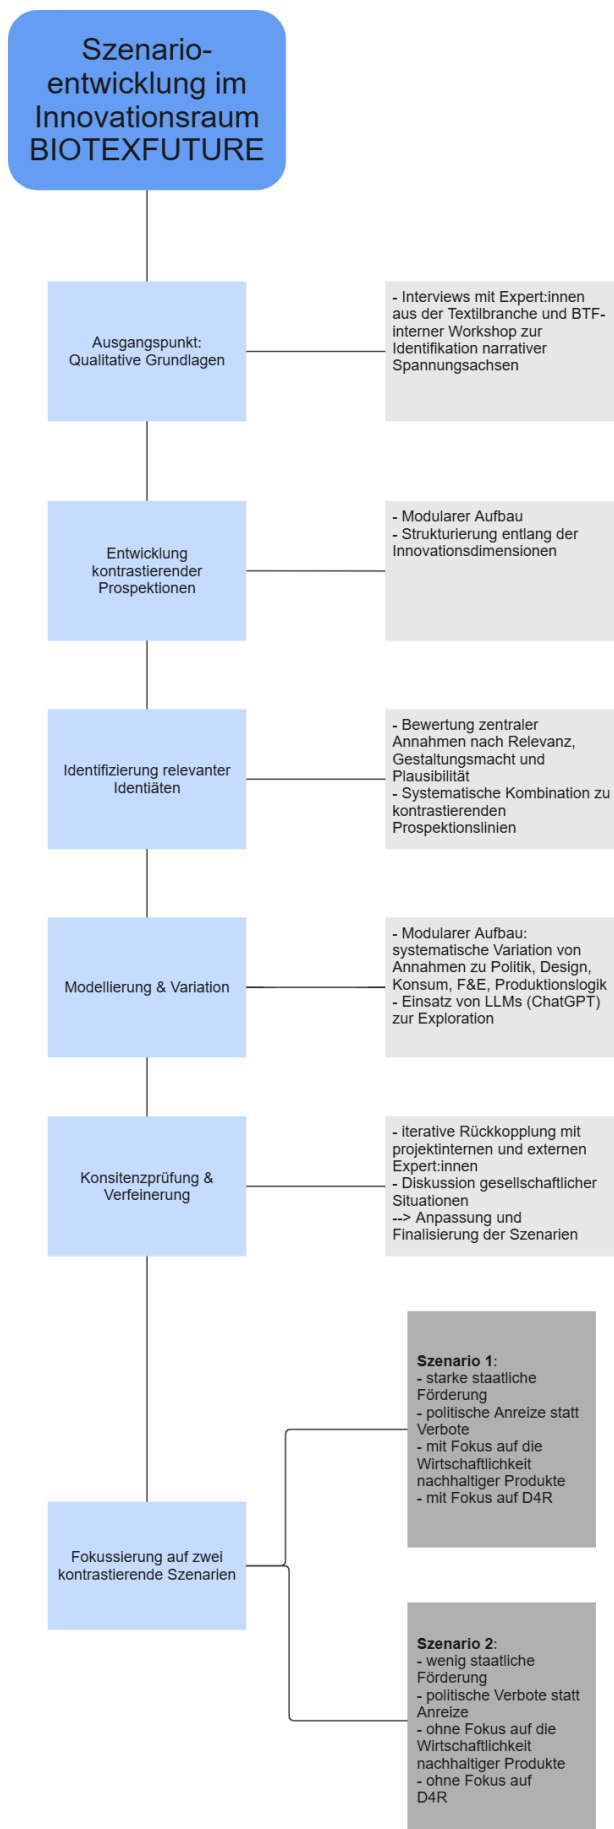 Szenario-
entwicklung im
Innovationsraum
BIOTEXFUTURE
Ausgangspunkt:
Qualitative Grundlagen
- Interviews mit Expert:innen
aus der Textilbranche und BTF-
interner Workshop zur
Identifikation narrativer
Spannungsachsen
Entwicklung
kontrastierender
Prospektionen
- Modularer Aufbau
- Strukturierung entlang der
Innovationsdimensionen
Identifizierung relevanter
Identiäten
- Bewertung zentraler
Annahmen nach Relevanz,
Gestaltungsmacht und
Plausibilität
- Systematische Kombination zu
kontrastierenden
Prospektionslinien
Modellierung & Variation
- Modularer Aufbau:
systematische Variation von
Annahmen zu Politik, Design,
Konsum, F&E, Produktionslogik
- Einsatz von LLMs (ChatGPT)
zur Exploration
Konsitenzprüfung &
Verfeinerung
- iterative Rückkopplung mit
projektinternen und externen
Expert:innen
- Diskussion gesellschaftlicher
Situationen
--> Anpassung und
Finalisierung der Szenarien
Fokussierung auf zwei
kontrastierende Szenarien
Szenario 1:
- starke staatliche
Förderung
- politische Anreize statt
Verbote
- mit Fokus auf die
Wirtschaftlichkeit
nachhaltiger Produkte
- mit Fokus auf D4R
Szenario 2:
- wenig staatliche
Förderung
- politische Verbote statt
Anreize
- ohne Fokus auf die
Wirtschaftlichkeit
nachhaltiger Produkte
- ohne Fokus auf
D4R